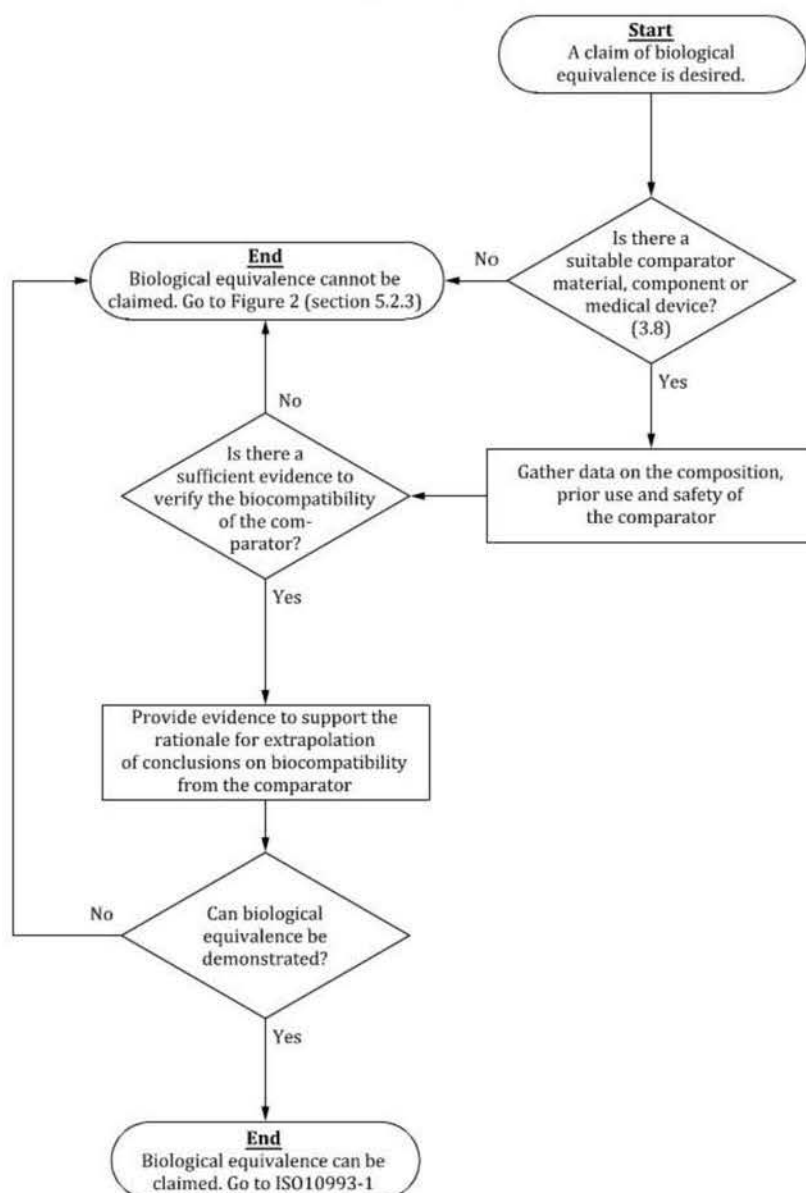 Start
A claim of biological
equivalence is desired.
Is there a
suitable comparator
material, component or
medical device?
(3.8)
No
Yes
End
Biological equivalence cannot be
claimed. Go to Figure 2 (section 5.2.3)
Gather data on the composition,
prior use and safety of
the comparator
Is there a
sufficient evidence to
verify the biocompatibility
of the com-
parator?
No
Yes
Provide evidence to support the
rationale for extrapolation
of conclusions on biocompatibility
from the comparator
Can biological
equivalence be
demonstrated?
No
Yes
End
Biological equivalence can be
claimed. Go to ISO10993-1